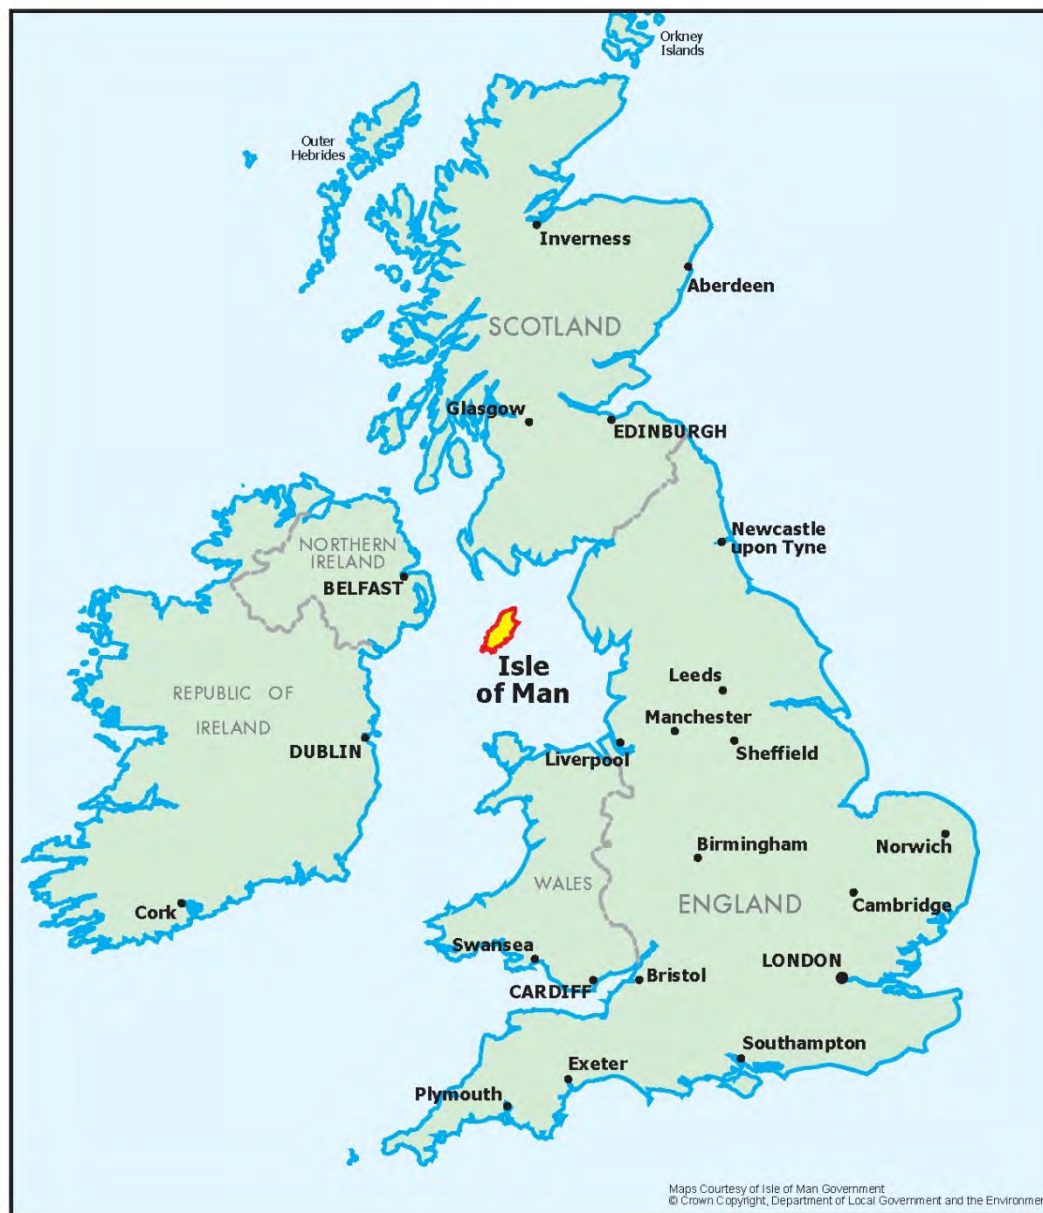 Orkney
Islands
Outer
Hebrides
Inverness
Aberdeen
SCOTLAND
Glasgow
EDINBURGH
Newcastle
upon Tyne
NORTHERN
IRELAND
BELFAST
Isle
of Man
Leeds
REPUBLIC OF
IRELAND
Manchester
DUBLIN
Liverpool
Sheffield
Birmingham
Norwich
WALES
ENGLAND
Cambridge
Cork
Swansea
LONDON
CARDIFF
Bristol
Southampton
Exeter
Plymouth
Maps Courtesy of Isle of Man Government
© Crown Copyright, Department of Local Government and the Environmen